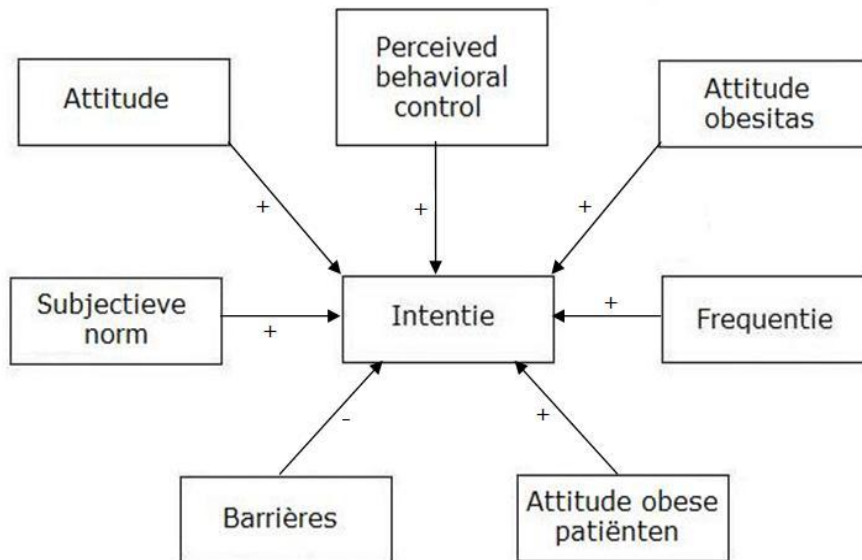 Perceived
behavioral
control
Attitude
Attitude
obesitas
+
+
+
Subjectieve
norm
+
Intentie
+
Frequentie
-
+
Barrières
Attitude obese
patiënten